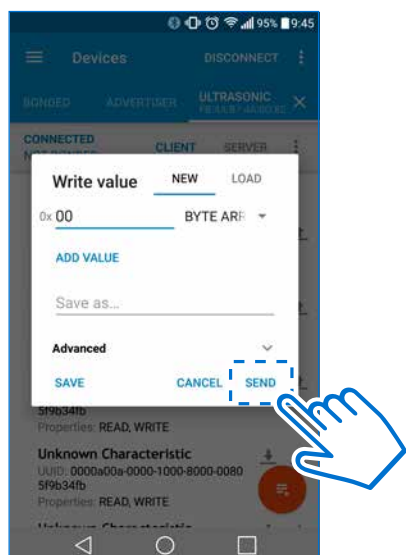 95% 9:45
Devices DISCONNECT
BONDED ADVERTISER ULTRASONIC
CONNECTED
CLIENT SERVER
Write value NEW LOAD
0x 00 BYTE ARR
ADD VALUE
Save as...
Advanced
SAVE CANCEL SEND
5f9b34fb
Properties: READ, WRITE
Unknown Characteristic
UUID: 0000a00a-0000-1000-8000-0080
5f9b34fb
Properties: READ, WRITE